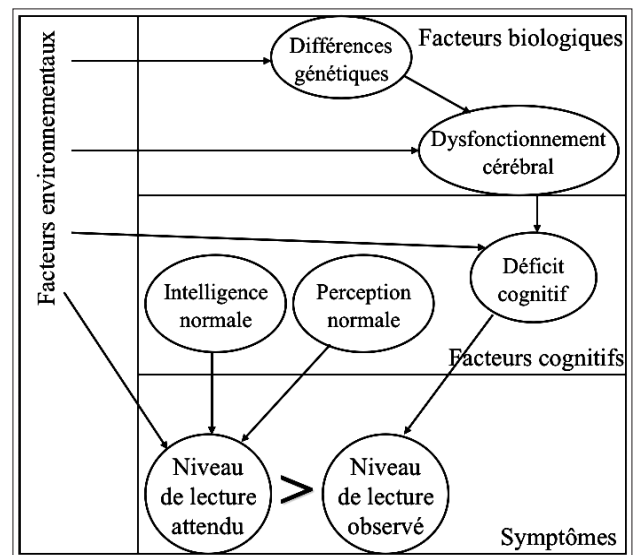 Facteurs environnementaux
Facteurs biologiques
Différences
génétiques
Dysfonctionnement
cérébral
Intelligence
normale
Perception
normale
Déficit
cognitif
Facteurs cognitifs
Niveau
de lecture
attendu
>
Niveau
de lecture
observé
Symptômes